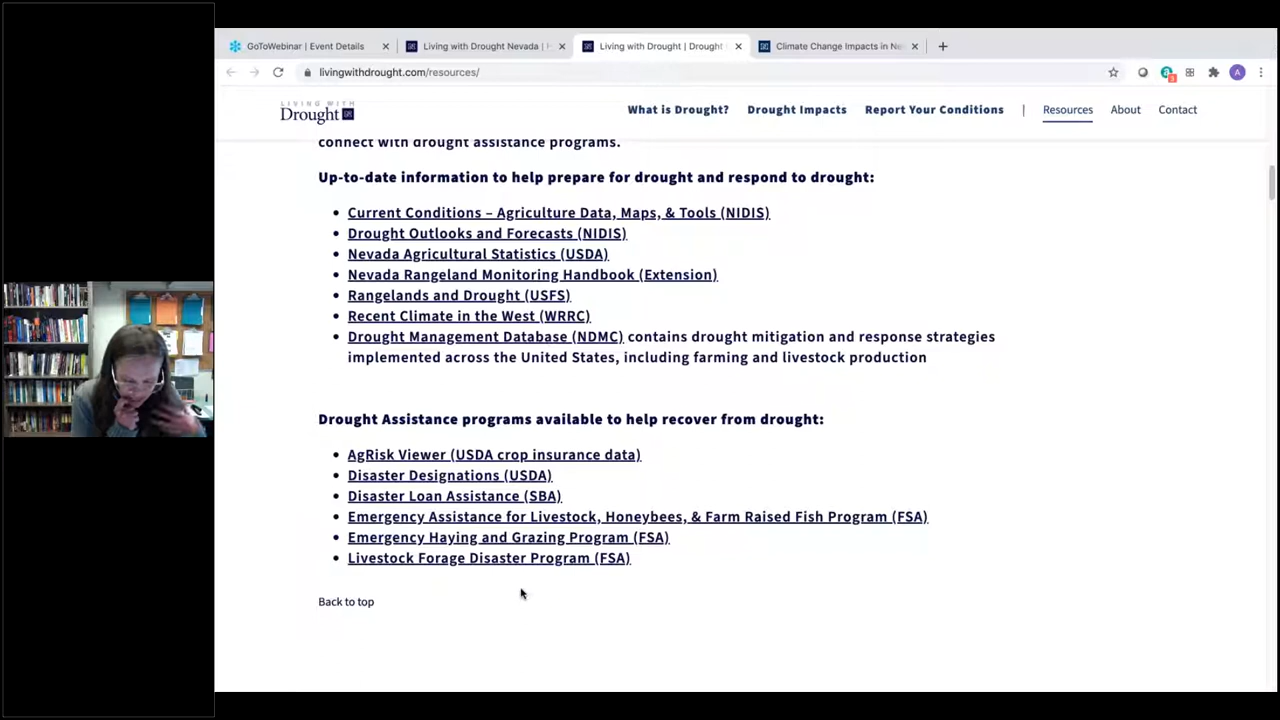 GoToWebinar | Event Details
Living with Drought Nevada |
Living with Drought | Drought
Climate Change Impacts in Ne
livingwithdrought.com/resources/
A
LIVING WITH
Drought
What is Drought?
Drought Impacts
Report Your Conditions
|
Resources
About
Contact
connect with drought assistance programs.
Up-to-date information to help prepare for drought and respond to drought:
• Current Conditions – Agriculture Data, Maps, & Tools (NIDIS)
• Drought Outlooks and Forecasts (NIDIS)
• Nevada Agricultural Statistics (USDA)
• Nevada Rangeland Monitoring Handbook (Extension)
• Rangelands and Drought (USFS)
• Recent Climate in the West (WRRC)
• Drought Management Database (NDMC) contains drought mitigation and response strategies
implemented across the United States, including farming and livestock production
Drought Assistance programs available to help recover from drought:
• AgRisk Viewer (USDA crop insurance data)
• Disaster Designations (USDA)
• Disaster Loan Assistance (SBA)
• Emergency Assistance for Livestock, Honeybees, & Farm Raised Fish Program (FSA)
• Emergency Haying and Grazing Program (FSA)
• Livestock Forage Disaster Program (FSA)
Back to top